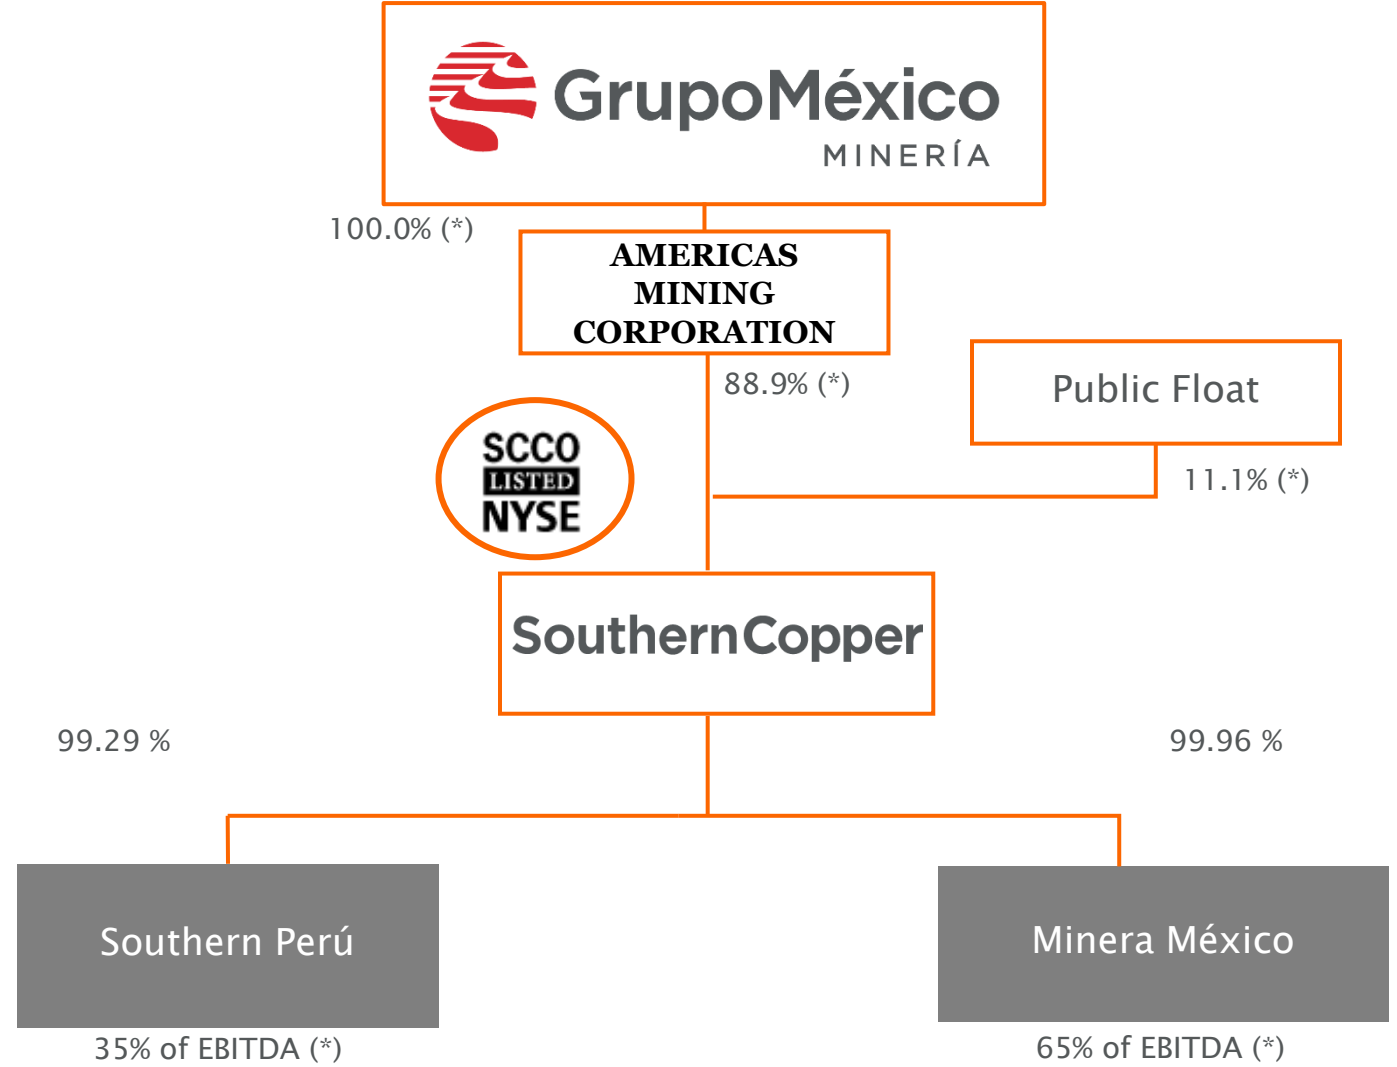 GrupoMéxico
MINERÍA
100.0% (*)
AMERICAS
MINING
CORPORATION
88.9% (*)
Public Float
11.1% (*)
SCCO
LISTED
NYSE
SouthernCopper
99.29 %
99.96 %
Southern Perú
Minera México
35% of EBITDA (*)
65% of EBITDA (*)